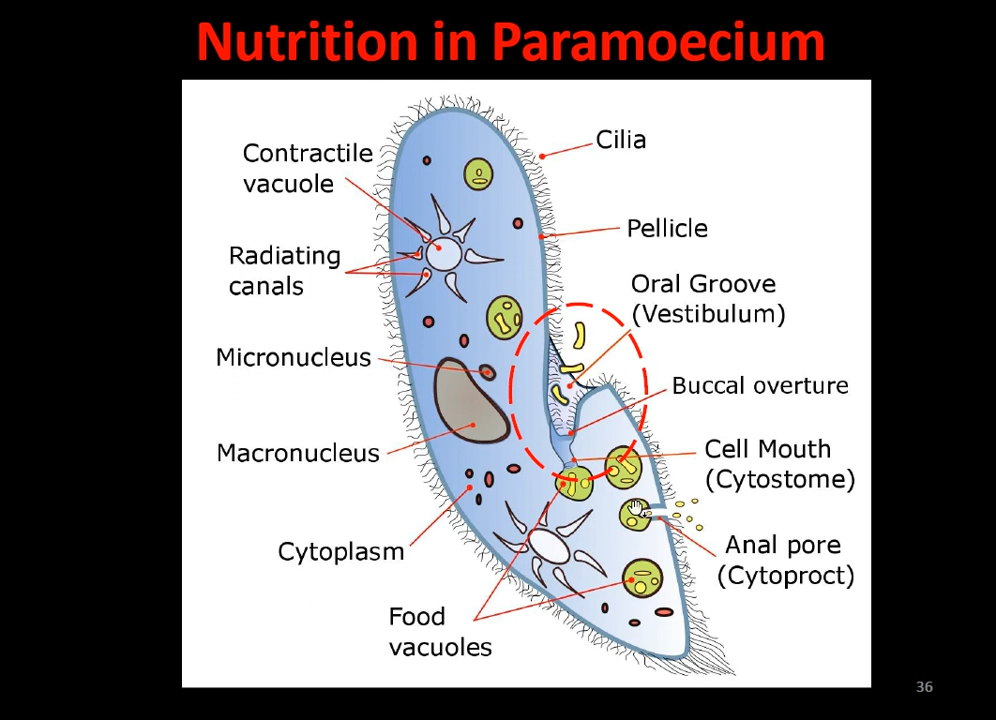 Nutrition in Paramoecium
Contractile
vacuole
Cilia
Pellicle
Radiating
canals
Oral Groove
(Vestibulum)
Micronucleus
Buccal overture
Macronucleus
Cell Mouth
(Cytostome)
Cytoplasm
Anal pore
(Cytoproct)
Food
vacuoles
36